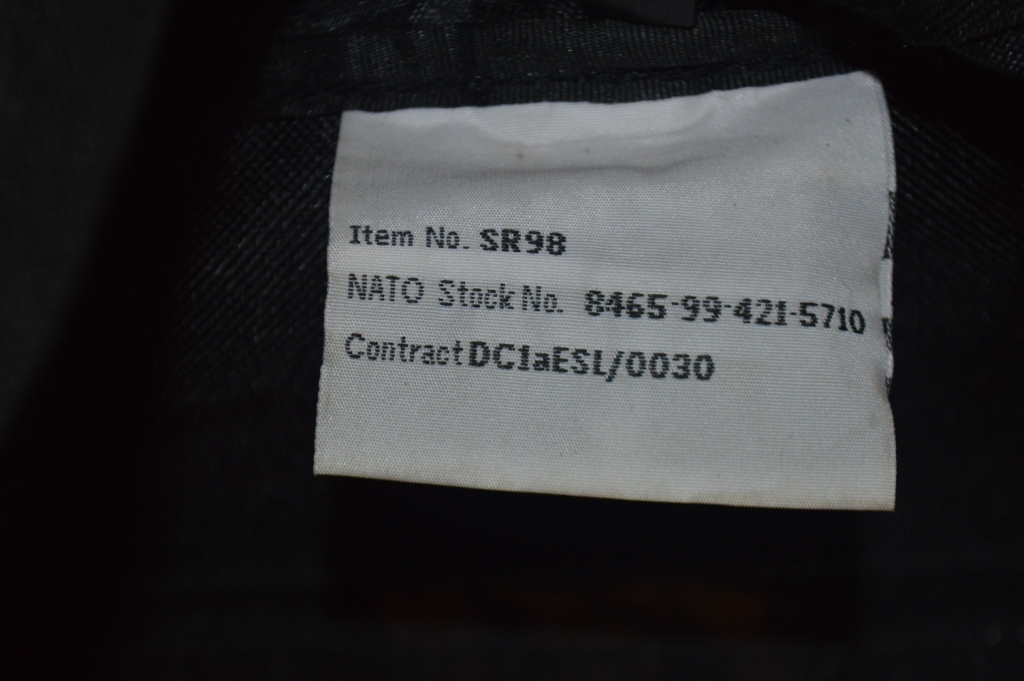 Item No. SR98
NATO Stock No. 8465-99-421-5710
Contract DC1aESL/0030